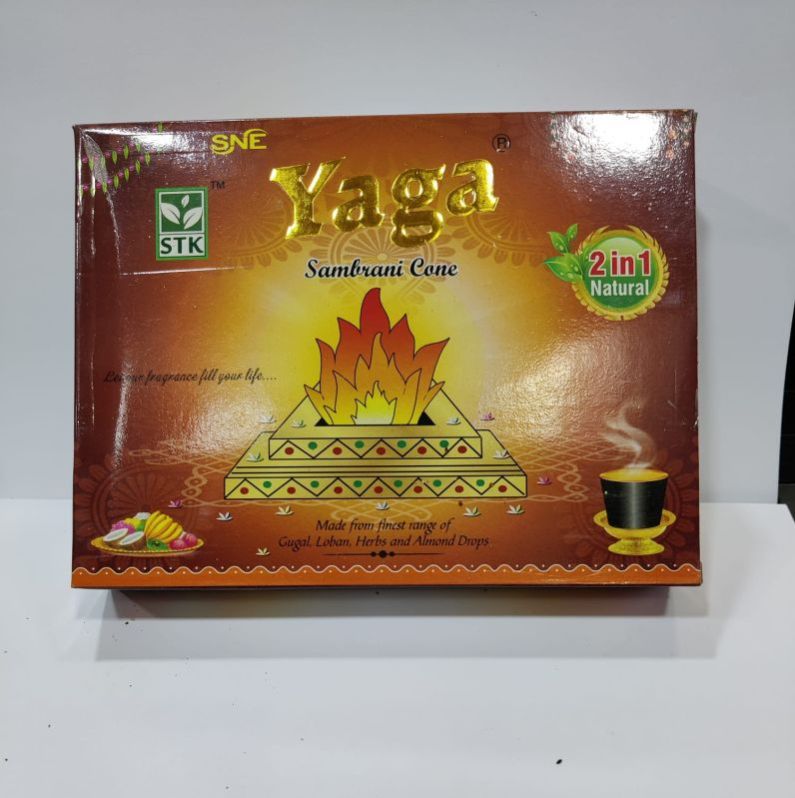 SNE
Yaga ®
STK ™
Sambrani Cone
2 in 1
Natural
Let our fragrance fill your life....
Made from finest range of
Gugal, Loban, Herbs and Almond Drops